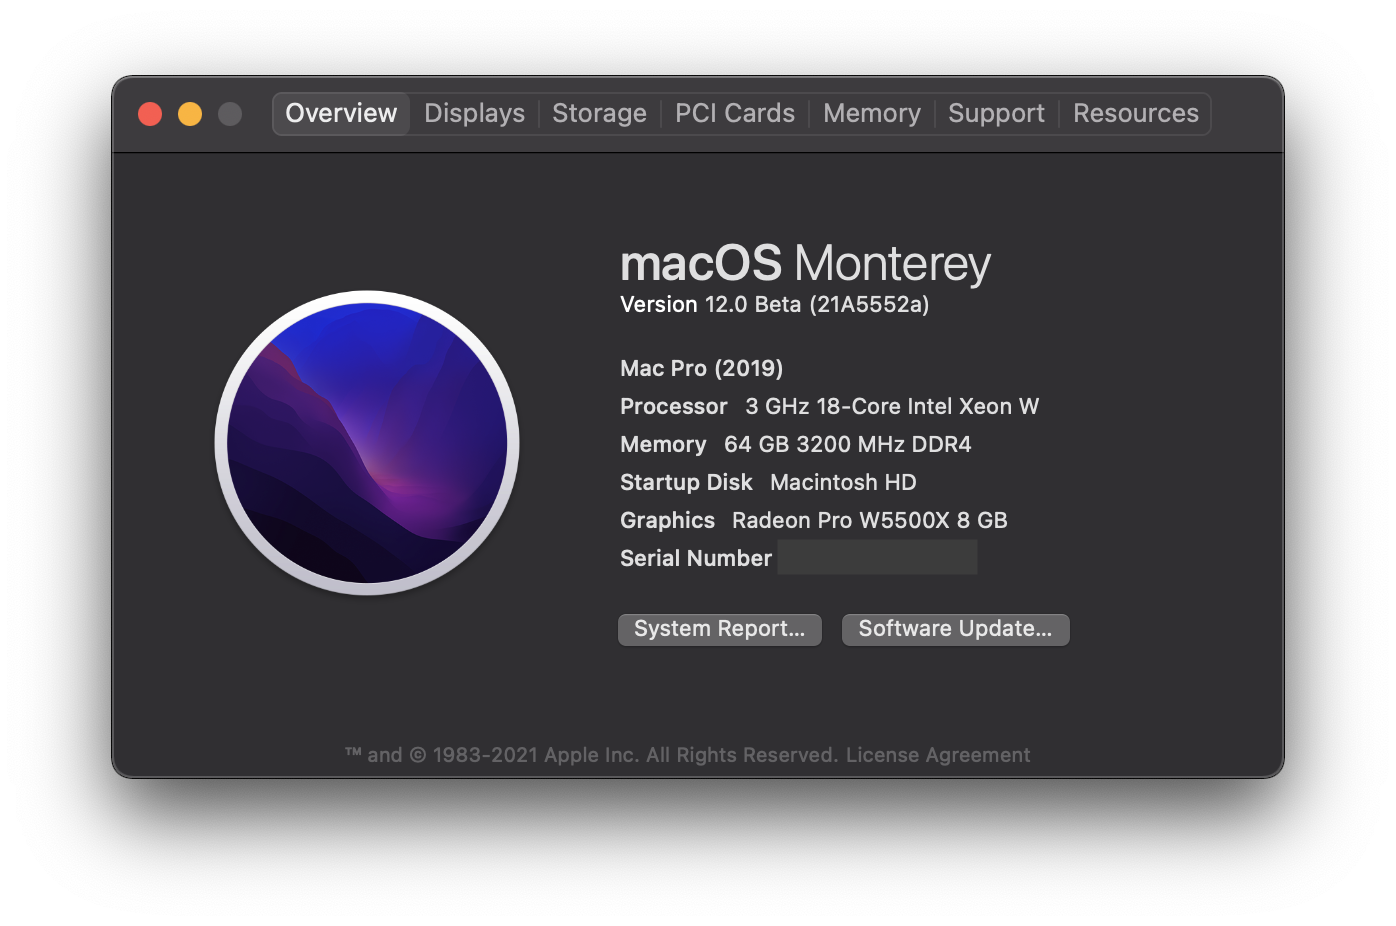 Overview Displays Storage PCI Cards Memory Support Resources
macOS Monterey
Version 12.0 Beta (21A5552a)
Mac Pro (2019)
Processor 3 GHz 18-Core Intel Xeon W
Memory 64 GB 3200 MHz DDR4
Startup Disk Macintosh HD
Graphics Radeon Pro W5500X 8 GB
Serial Number
System Report... Software Update...
™ and © 1983-2021 Apple Inc. All Rights Reserved. License Agreement